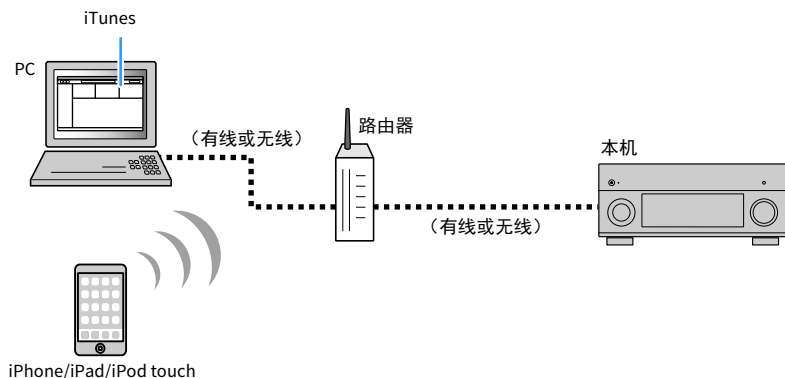 iTunes
PC
（有线或无线）
路由器
本机
（有线或无线）
iPhone/iPad/iPod touch